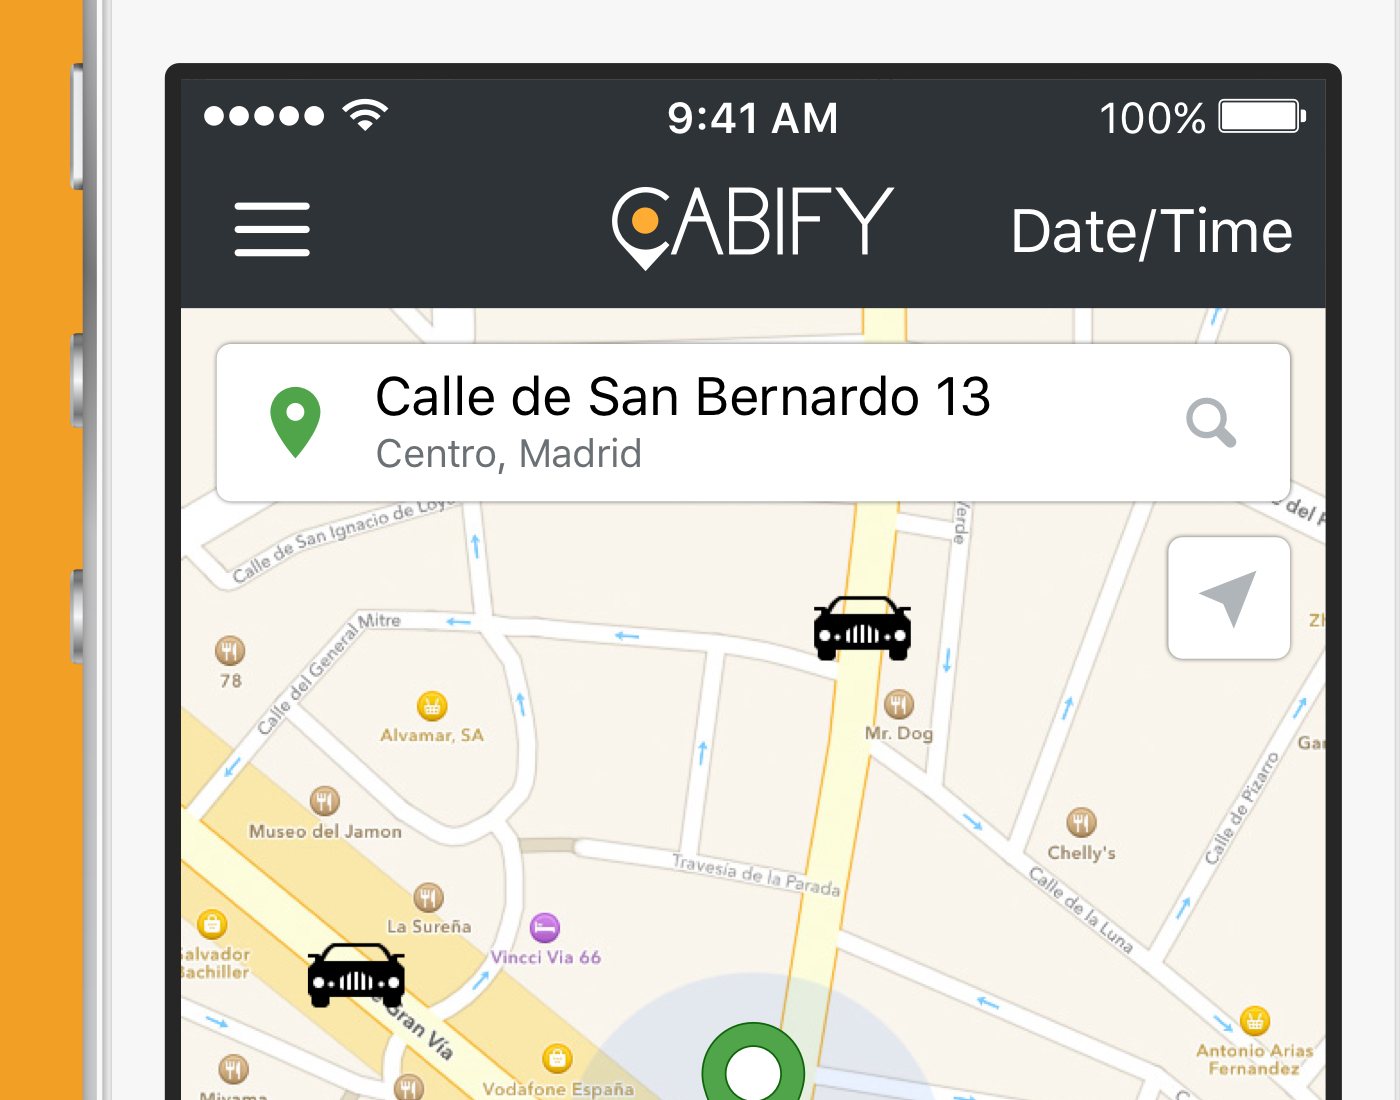 9:41 AM
100%
CABIFY
Date/Time
Calle de San Bernardo 13
Centro, Madrid
Calle de San Ignacio de Loyo
Verde
del
Calle del General Mitre
78
Alvamar, SA
Mr. Dog
Museo del Jamon
Chelly's
Calle de Pizarro
Travesía de la Parada
Calle de la Luna
La Sureña
Vincci Via 66
Salvador
Bachiller
Gran Vía
Vodafone España
Antonio Arias
Fernández
Miyama